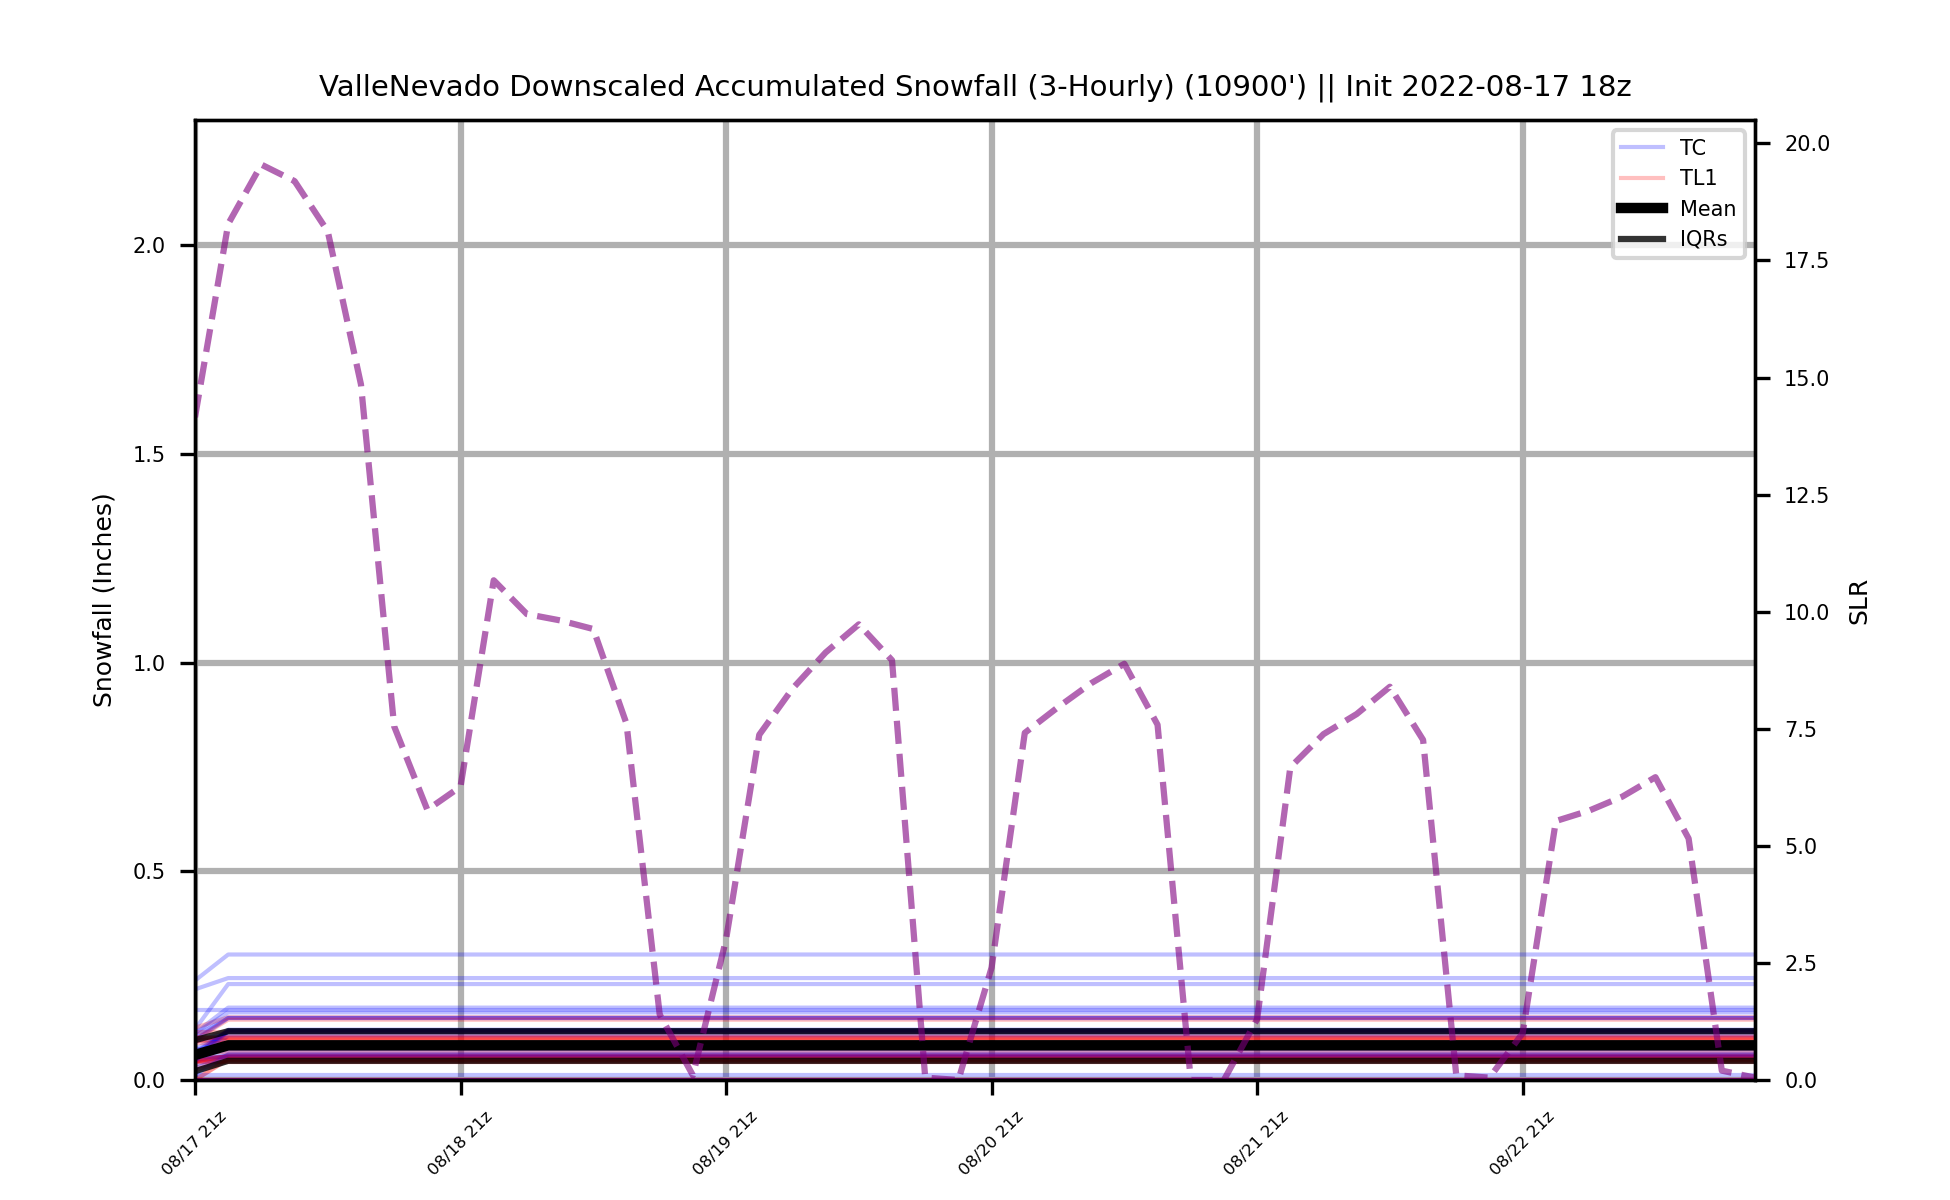 ValleNevado Downscaled Accumulated Snowfall (3-Hourly) (10900') || Init 2022-08-17 18z
TC
TL1
Mean
IQRs
2.0
1.5
1.0
0.5
0.0
Snowfall (Inches)
20.0
17.5
15.0
12.5
10.0
7.5
5.0
2.5
0.0
SLR
08/17 21z
08/18 21z
08/19 21z
08/20 21z
08/21 21z
08/22 21z